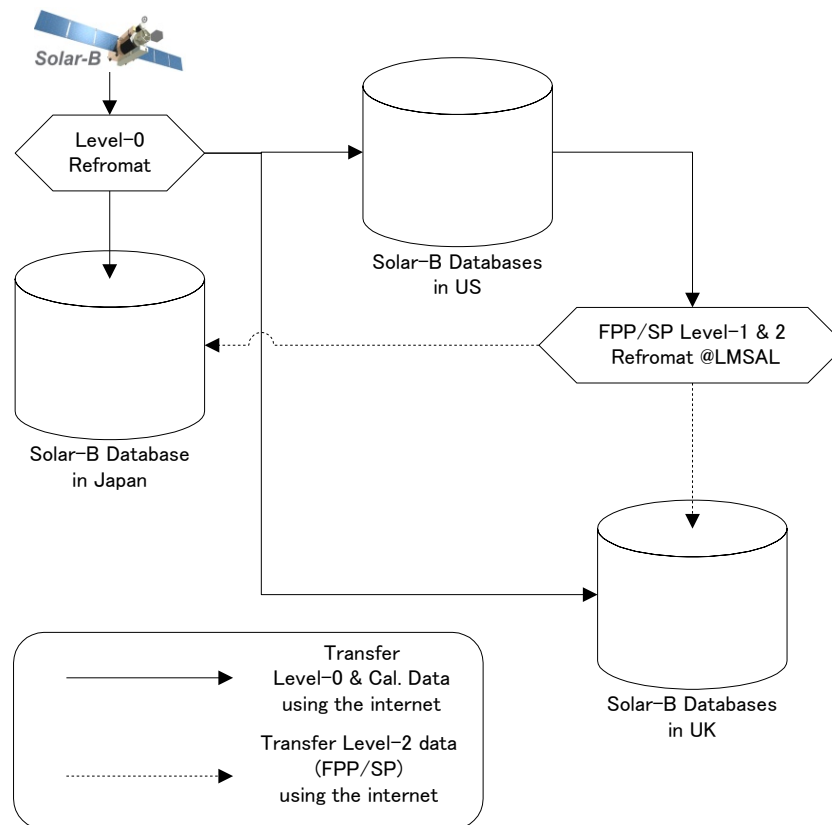 Solar-B
Level-0
Refromat
Solar-B Databases
in US
FPP/SP Level-1 & 2
Refromat @LMSAL
Solar-B Database
in Japan
Solar-B Databases
in UK
Transfer
Level-0 & Cal. Data
using the internet
Transfer Level-2 data
(FPP/SP)
using the internet